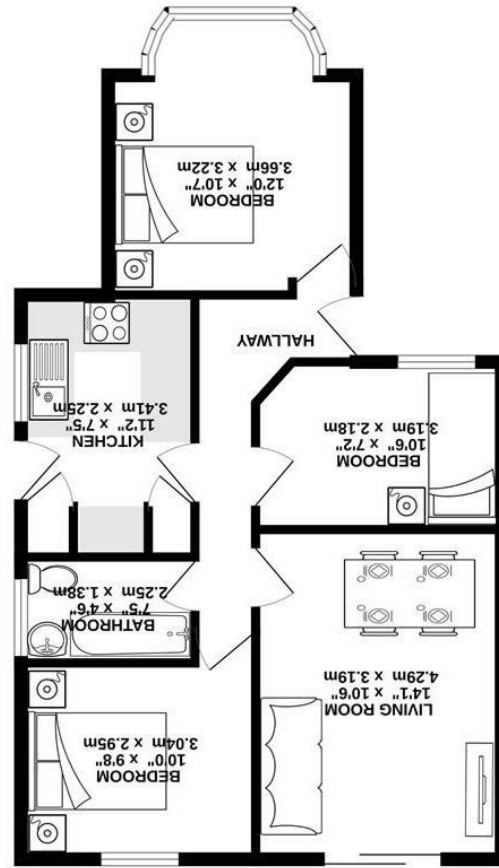 LIVING ROOM
14'1" x 10'6"
4.29m x 3.19m
BEDROOM
10'0" x 9'8"
3.04m x 2.95m
BATHROOM
7'5" x 4'6"
2.25m x 1.38m
BEDROOM
10'6" x 7'2"
3.19m x 2.18m
KITCHEN
11'2" x 7'5"
3.41m x 2.25m
HALLWAY
BEDROOM
12'0" x 10'7"
3.66m x 3.22m